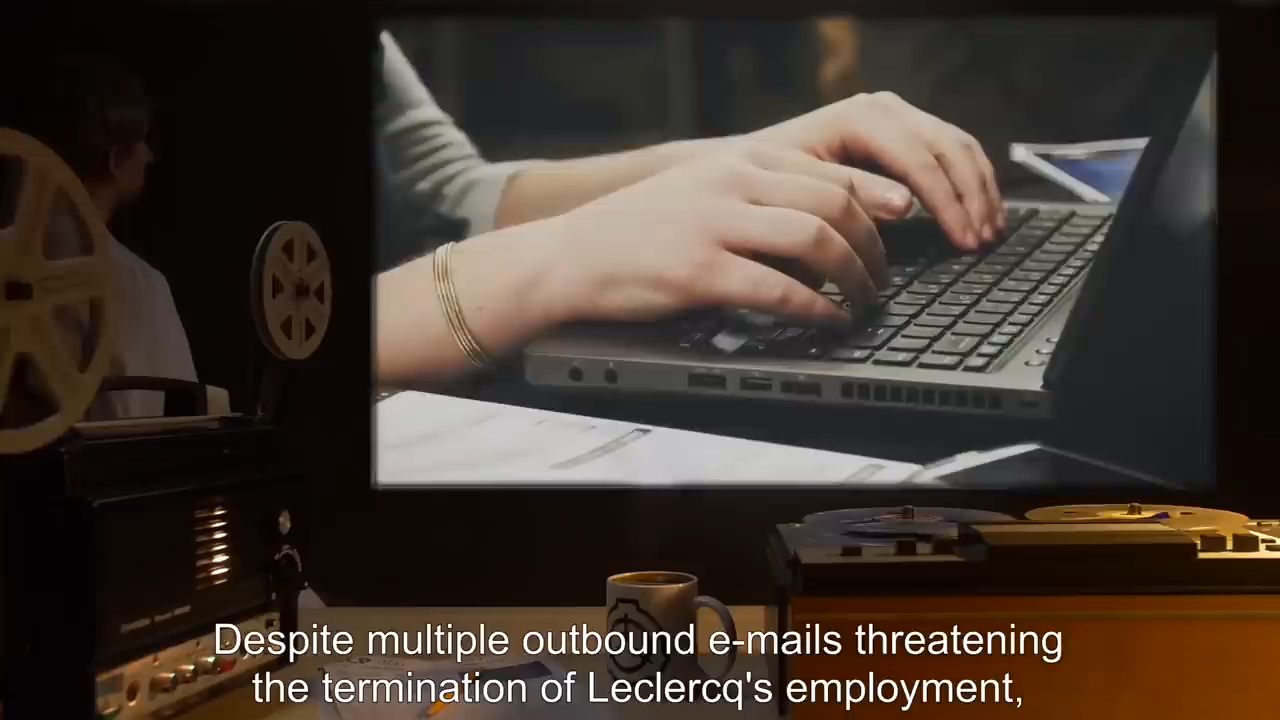 Despite multiple outbound e-mails threatening
the termination of Leclercq's employment,